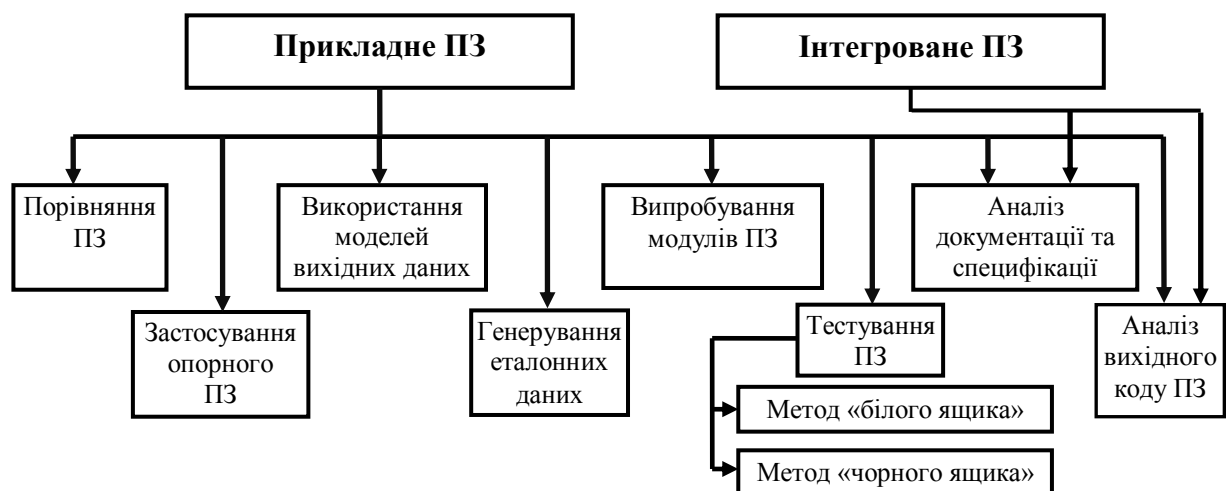 Прикладне ПЗ
Інтегроване ПЗ
Порівняння
ПЗ
Використання
моделей
вихідних даних
Випробування
модулів ПЗ
Аналіз
документації та
специфікації
Застосування
опорного
ПЗ
Генерування
еталонних
даних
Тестування
ПЗ
Аналіз
вихідного
коду ПЗ
Метод «білого ящика»
Метод «чорного ящика»